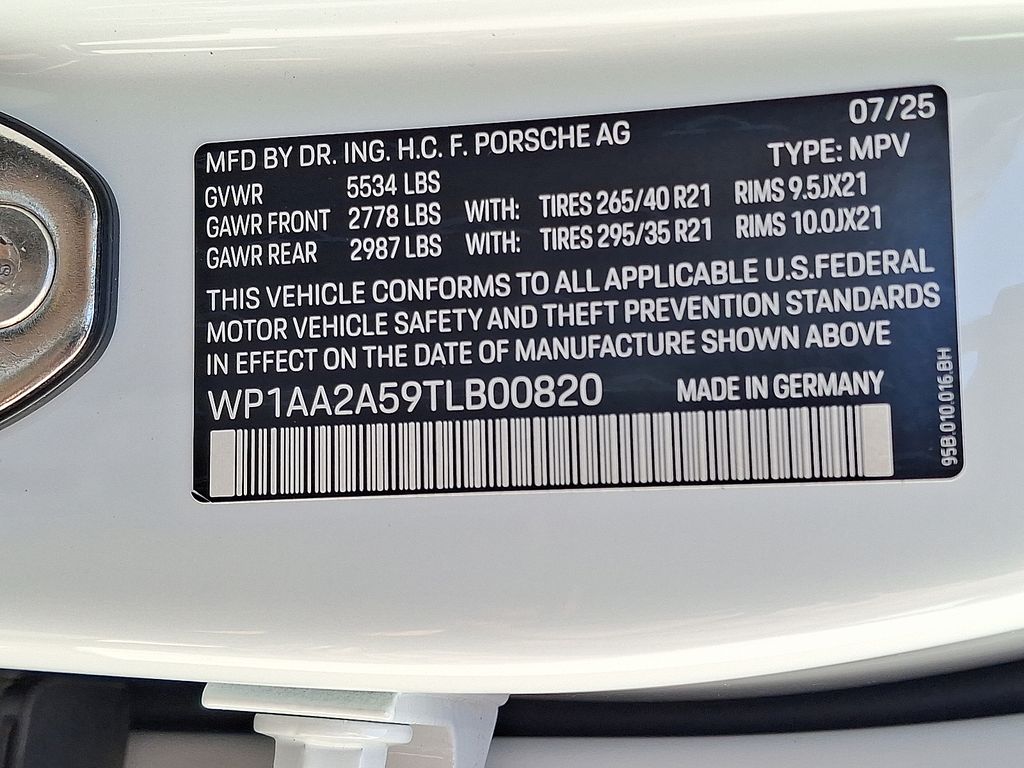 07/25
MFD BY DR. ING. H.C. F. PORSCHE AG
TYPE: MPV
GVWR 5534 LBS
GAWR FRONT 2778 LBS WITH: TIRES 265/40 R21 RIMS 9.5JX21
GAWR REAR 2987 LBS WITH: TIRES 295/35 R21 RIMS 10.0JX21
THIS VEHICLE CONFORMS TO ALL APPLICABLE U.S.FEDERAL
MOTOR VEHICLE SAFETY AND THEFT PREVENTION STANDARDS
IN EFFECT ON THE DATE OF MANUFACTURE SHOWN ABOVE
WP1AA2A59TLB00820 MADE IN GERMANY
95B.010.016.BH